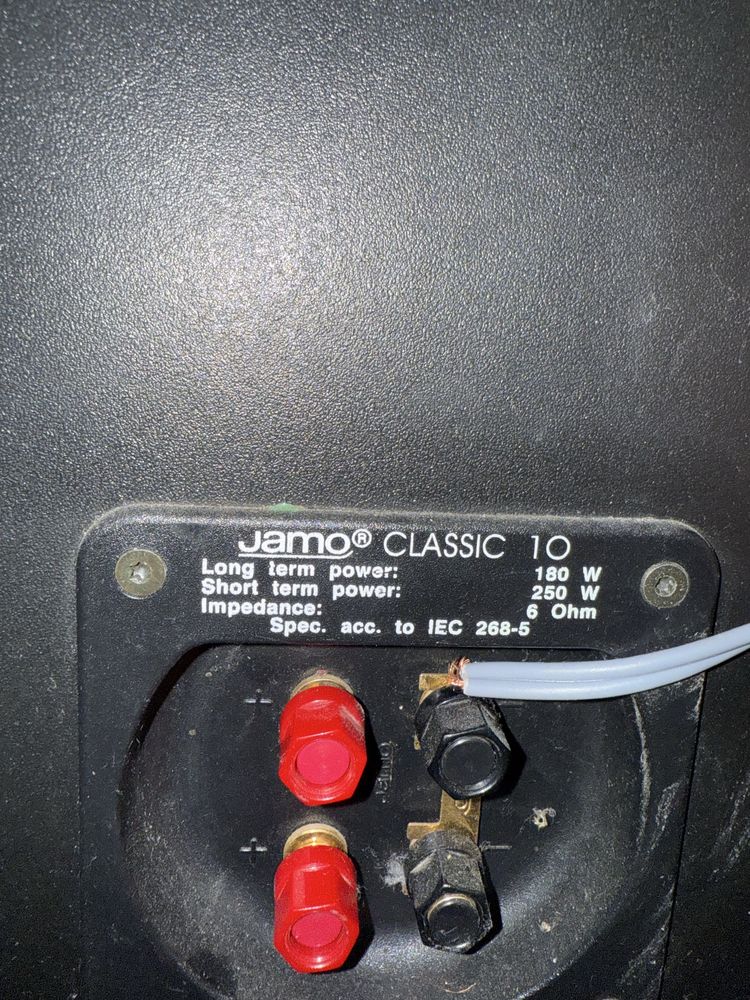 Jamo® CLASSIC 10
Long term power: 180 W
Short term power: 250 W
Impedance: 6 Ohm
Spec. acc. to IEC 268-5
+ −
Jamo
+ −